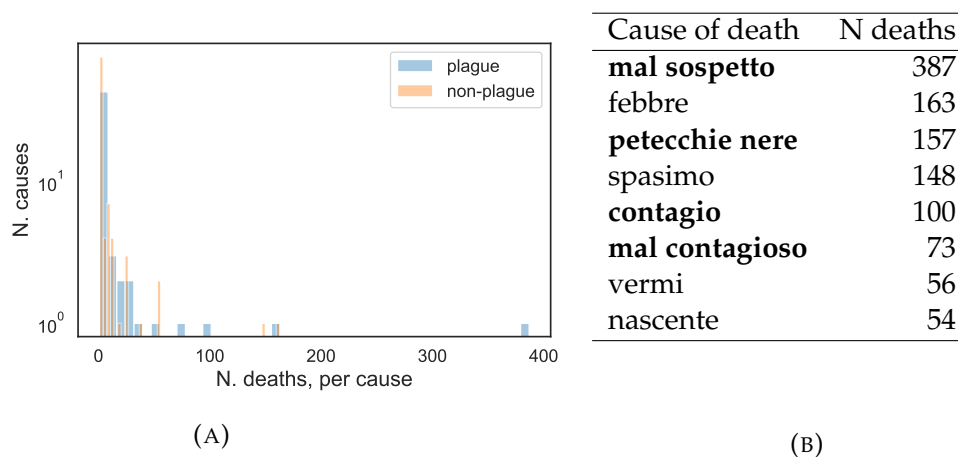 plague
non-plague
N. causes
10^1
10^0
0 100 200 300 400
N. deaths, per cause
(A)
Cause of death N deaths
mal sospetto 387
febbre 163
petecchie nere 157
spasimo 148
contagio 100
mal contagioso 73
vermi 56
nascente 54
(B)